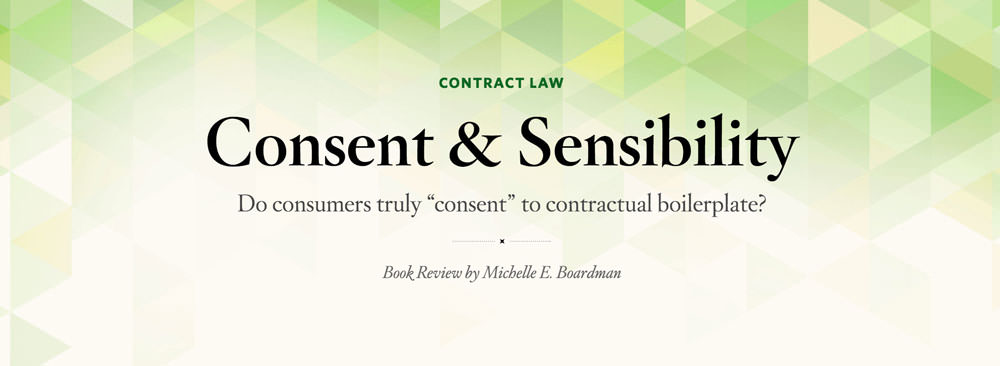 CONTRACT LAW
Consent & Sensibility
Do consumers truly “consent” to contractual boilerplate?
Book Review by Michelle E. Boardman